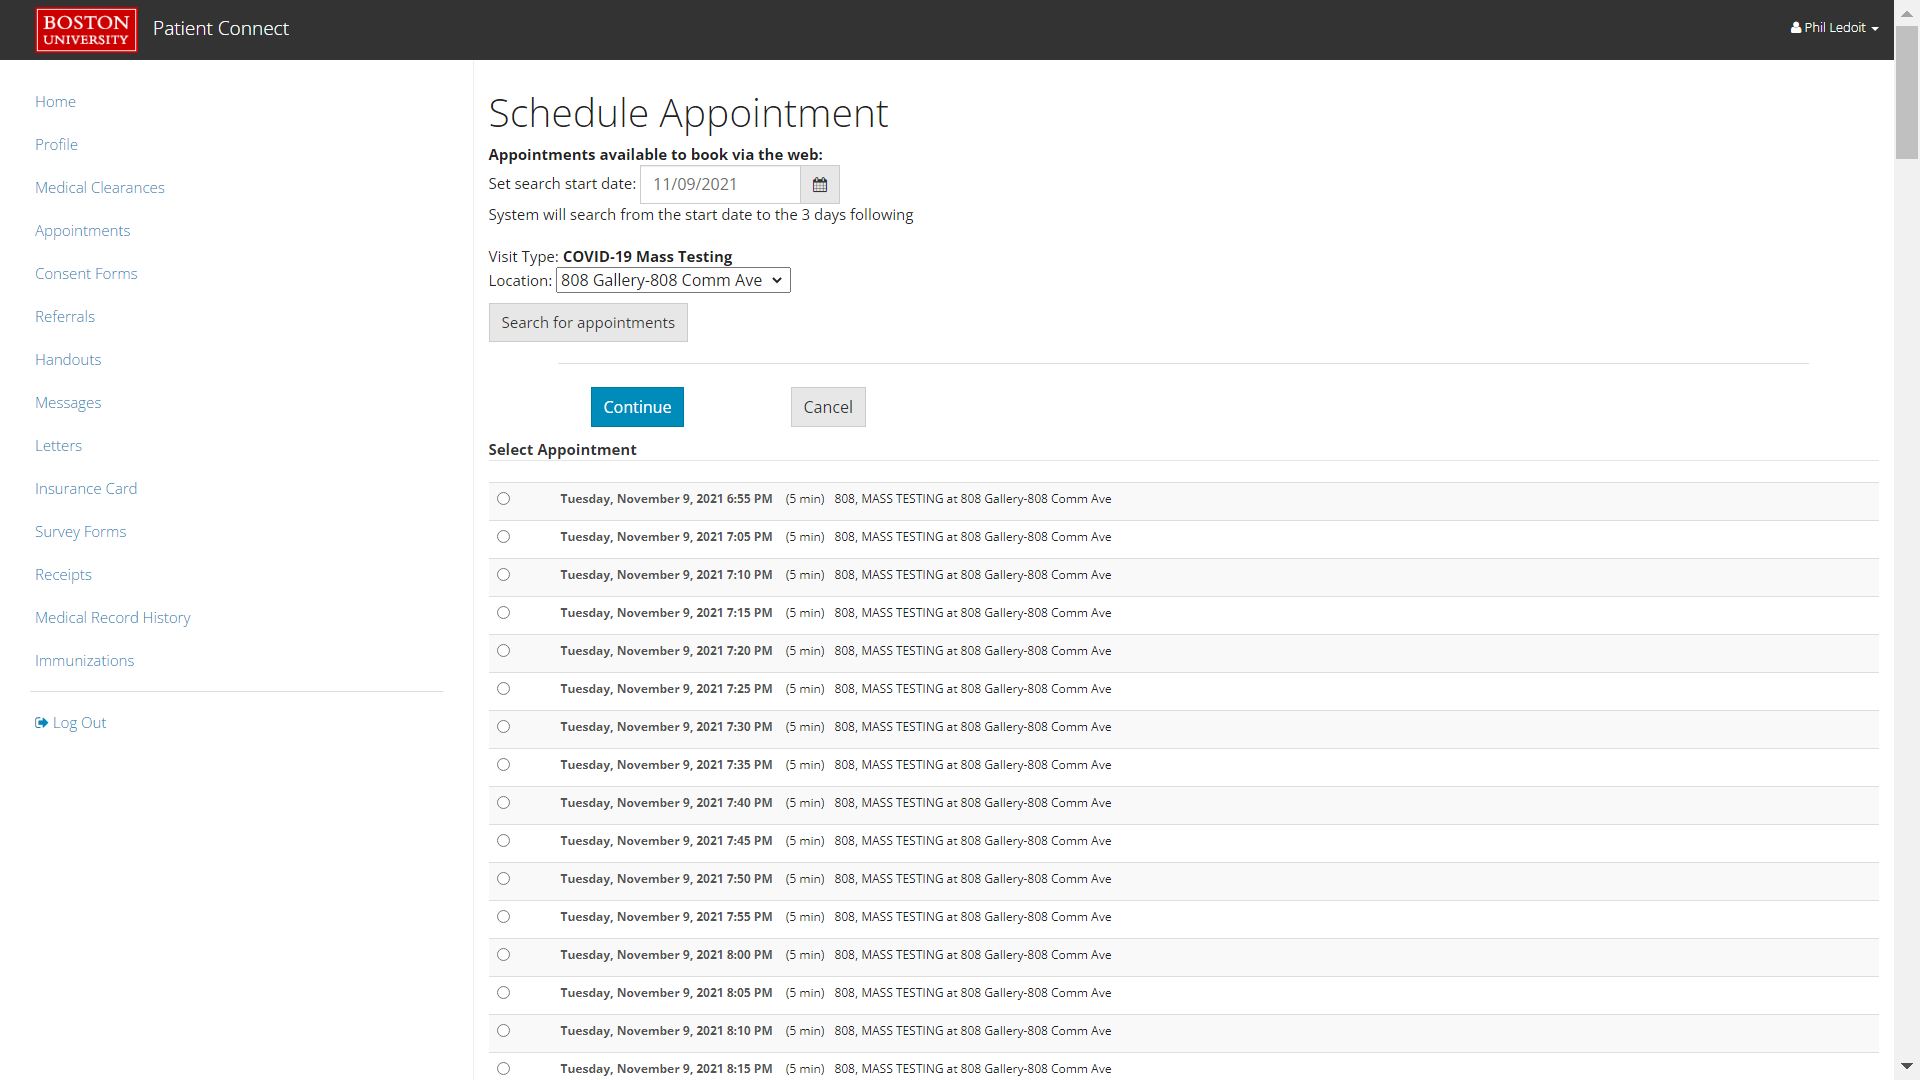 BOSTON
UNIVERSITY
Patient Connect
Phil Ledoit
Home
Profile
Medical Clearances
Appointments
Consent Forms
Referrals
Handouts
Messages
Letters
Insurance Card
Survey Forms
Receipts
Medical Record History
Immunizations
Log Out
Schedule Appointment
Appointments available to book via the web:
Set search start date: 11/09/2021
System will search from the start date to the 3 days following
Visit Type: COVID-19 Mass Testing
Location: 808 Gallery-808 Comm Ave
Search for appointments
Continue Cancel
Select Appointment
Tuesday, November 9, 2021 6:55 PM (5 min) 808, MASS TESTING at 808 Gallery-808 Comm Ave
Tuesday, November 9, 2021 7:05 PM (5 min) 808, MASS TESTING at 808 Gallery-808 Comm Ave
Tuesday, November 9, 2021 7:10 PM (5 min) 808, MASS TESTING at 808 Gallery-808 Comm Ave
Tuesday, November 9, 2021 7:15 PM (5 min) 808, MASS TESTING at 808 Gallery-808 Comm Ave
Tuesday, November 9, 2021 7:20 PM (5 min) 808, MASS TESTING at 808 Gallery-808 Comm Ave
Tuesday, November 9, 2021 7:25 PM (5 min) 808, MASS TESTING at 808 Gallery-808 Comm Ave
Tuesday, November 9, 2021 7:30 PM (5 min) 808, MASS TESTING at 808 Gallery-808 Comm Ave
Tuesday, November 9, 2021 7:35 PM (5 min) 808, MASS TESTING at 808 Gallery-808 Comm Ave
Tuesday, November 9, 2021 7:40 PM (5 min) 808, MASS TESTING at 808 Gallery-808 Comm Ave
Tuesday, November 9, 2021 7:45 PM (5 min) 808, MASS TESTING at 808 Gallery-808 Comm Ave
Tuesday, November 9, 2021 7:50 PM (5 min) 808, MASS TESTING at 808 Gallery-808 Comm Ave
Tuesday, November 9, 2021 7:55 PM (5 min) 808, MASS TESTING at 808 Gallery-808 Comm Ave
Tuesday, November 9, 2021 8:00 PM (5 min) 808, MASS TESTING at 808 Gallery-808 Comm Ave
Tuesday, November 9, 2021 8:05 PM (5 min) 808, MASS TESTING at 808 Gallery-808 Comm Ave
Tuesday, November 9, 2021 8:10 PM (5 min) 808, MASS TESTING at 808 Gallery-808 Comm Ave
Tuesday, November 9, 2021 8:15 PM (5 min) 808, MASS TESTING at 808 Gallery-808 Comm Ave